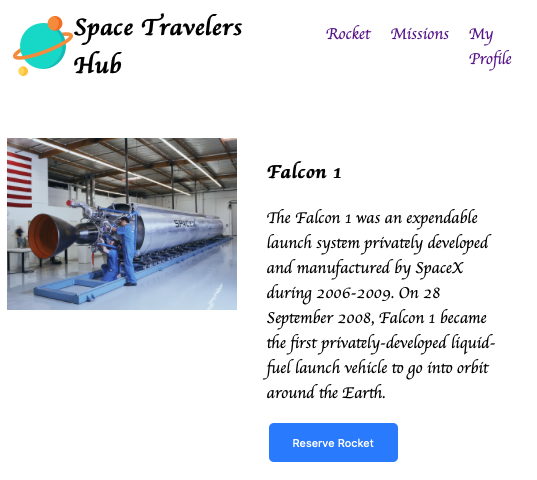 Space Travelers
Hub
Rocket Missions My
Profile
SPACEX
Falcon 1
The Falcon 1 was an expendable
launch system privately developed
and manufactured by SpaceX
during 2006-2009. On 28
September 2008, Falcon 1 became
the first privately-developed liquid-
fuel launch vehicle to go into orbit
around the Earth.
Reserve Rocket